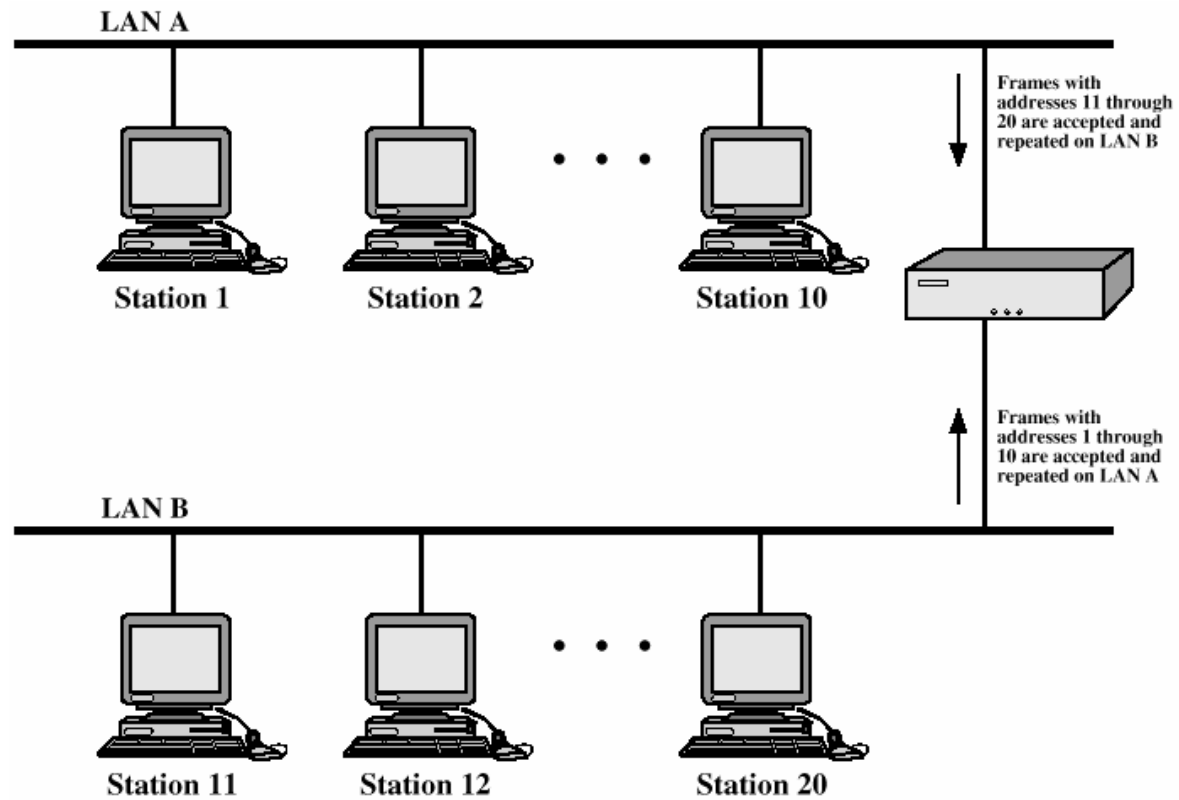 LAN A
Frames with
addresses 11 through
20 are accepted and
repeated on LAN B
Station 1
Station 2
Station 10
Frames with
addresses 1 through
10 are accepted and
repeated on LAN A
LAN B
Station 11
Station 12
Station 20